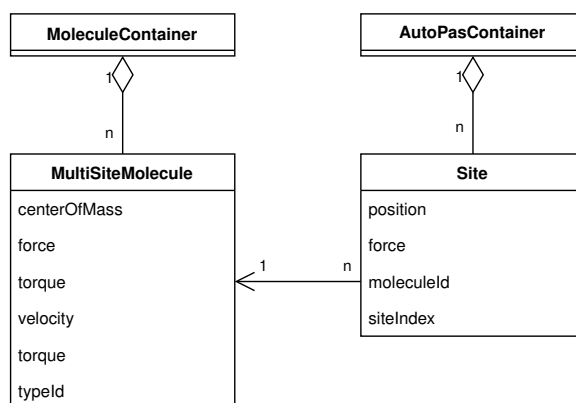 MoleculeContainer
1
n
MultiSiteMolecule
centerOfMass
force
torque
velocity
torque
typeId
AutoPasContainer
1
n
Site
position
force
moleculeId
siteIndex
1
n